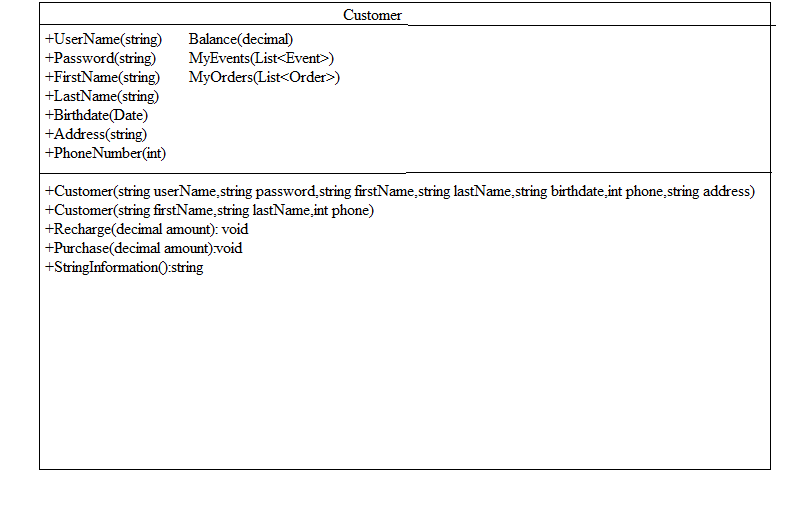 Customer
+UserName(string) Balance(decimal)
+Password(string) MyEvents(List<Event>)
+FirstName(string) MyOrders(List<Order>)
+LastName(string)
+Birthdate(Date)
+Address(string)
+PhoneNumber(int)
+Customer(string userName,string password,string firstName,string lastName,string birthdate,int phone,string address)
+Customer(string firstName,string lastName,int phone)
+Recharge(decimal amount): void
+Purchase(decimal amount):void
+StringInformation():string